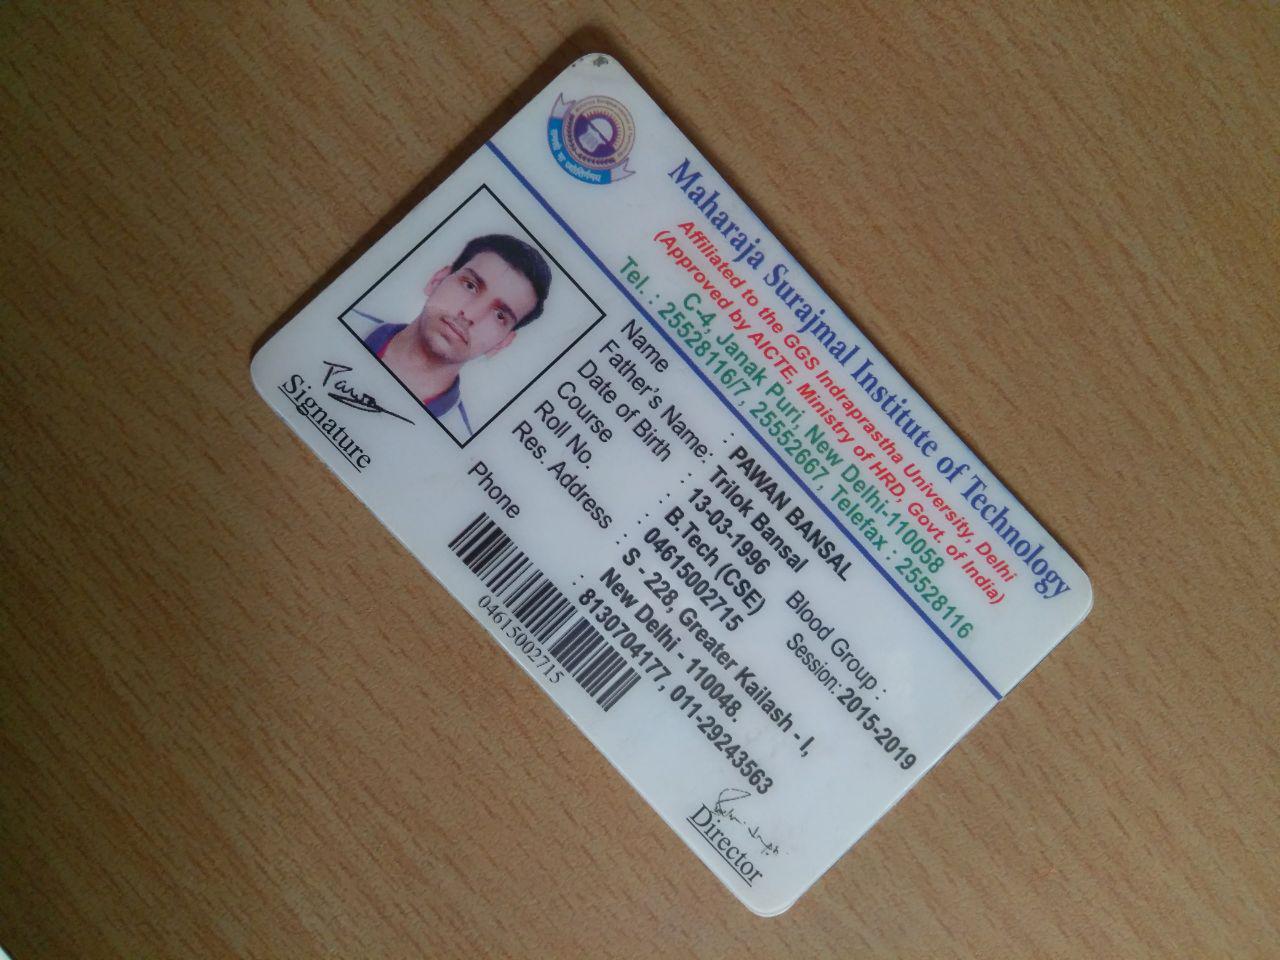 Maharaja Surajmal Institute of Technology
Affiliated to the GGS Indraprastha University, Delhi
(Approved by AICTE, Ministry of HRD, Govt. of India)
C-4, Janak Puri, New Delhi-110058
Tel. : 25528116/7, 25552667, Telefax : 25528116
Name : PAWAN BANSAL
Father's Name: Trilok Bansal
Date of Birth : 13-03-1996
Blood Group :
Course : B.Tech (CSE)
Session: 2015-2019
Roll No. : 04615002715
Res. Address : S - 228, Greater Kailash - I,
New Delhi - 110048.
Phone : 8130704177, 011-29243563
Pawan
Signature
04615002715
Director